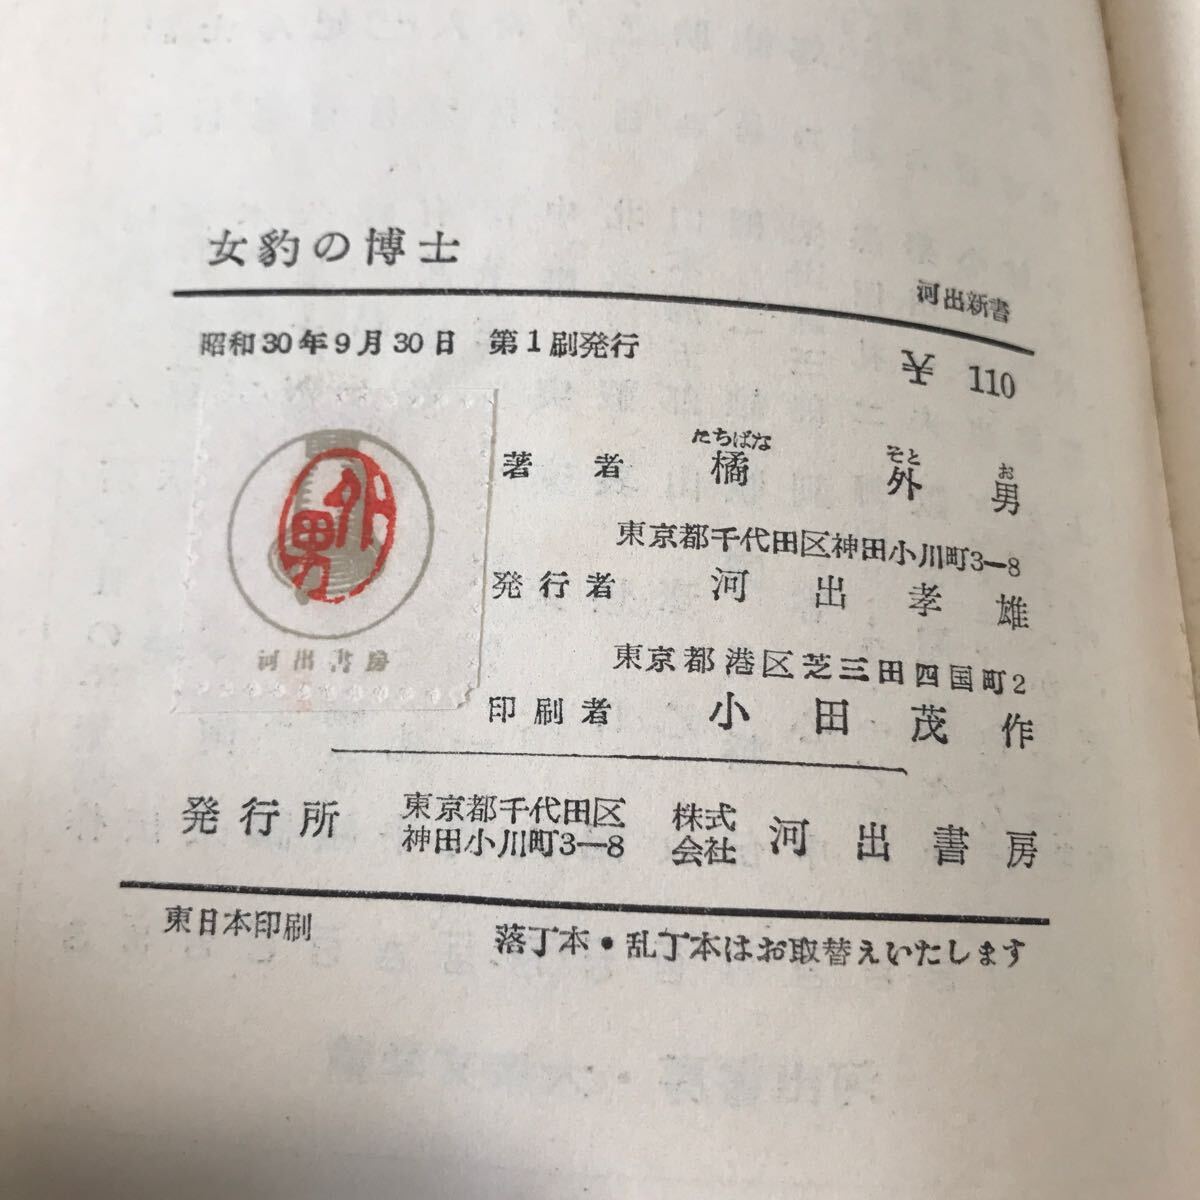 女豹の博士
河出新書
昭和30年9月30日 第1刷発行
¥ 110
たちばな そと お
著者 橘 外男
東京都千代田区神田小川町3-8
発行者 河出孝雄
東京都港区芝三田四国町2
印刷者 小田茂作
外男
河出書房
発行所 東京都千代田区神田小川町3-8 株式会社 河出書房
東日本印刷 落丁本・乱丁本はお取替えいたします